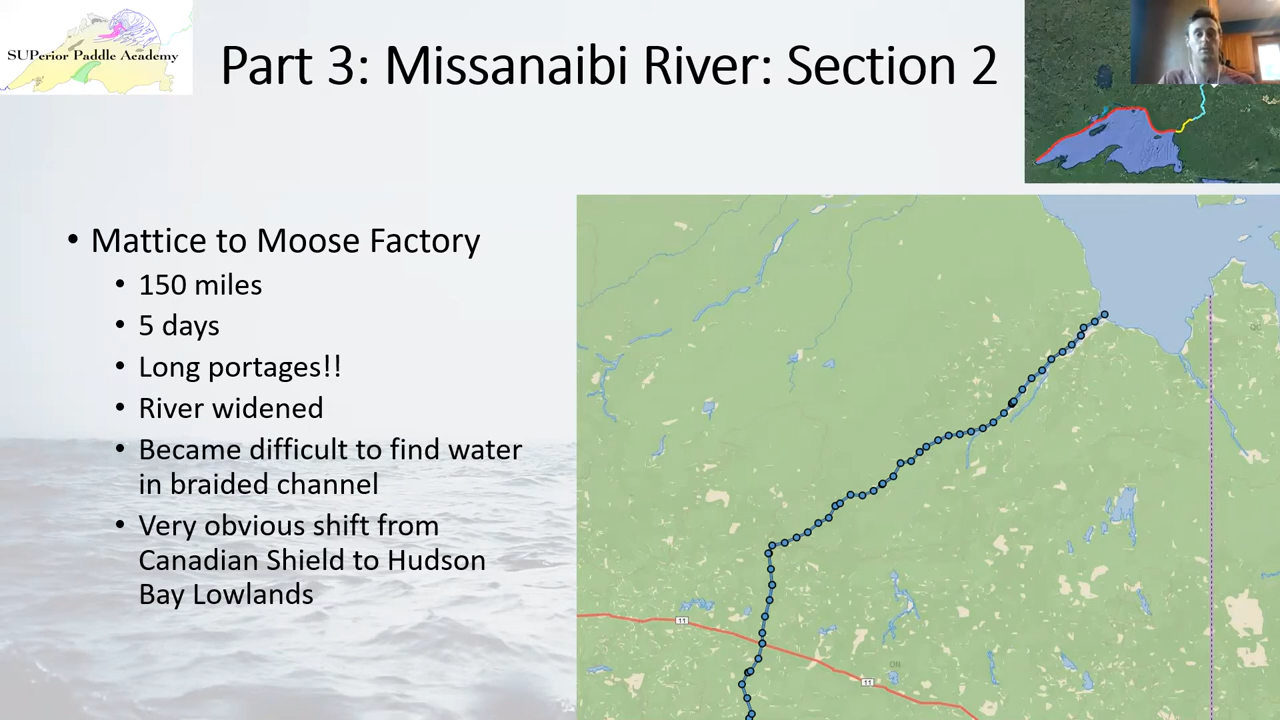 SUPerior Paddle Academy
Part 3: Missanaibi River: Section 2
• Mattice to Moose Factory
• 150 miles
• 5 days
• Long portages!!
• River widened
• Became difficult to find water
in braided channel
• Very obvious shift from
Canadian Shield to Hudson
Bay Lowlands
QC
11
ON
11